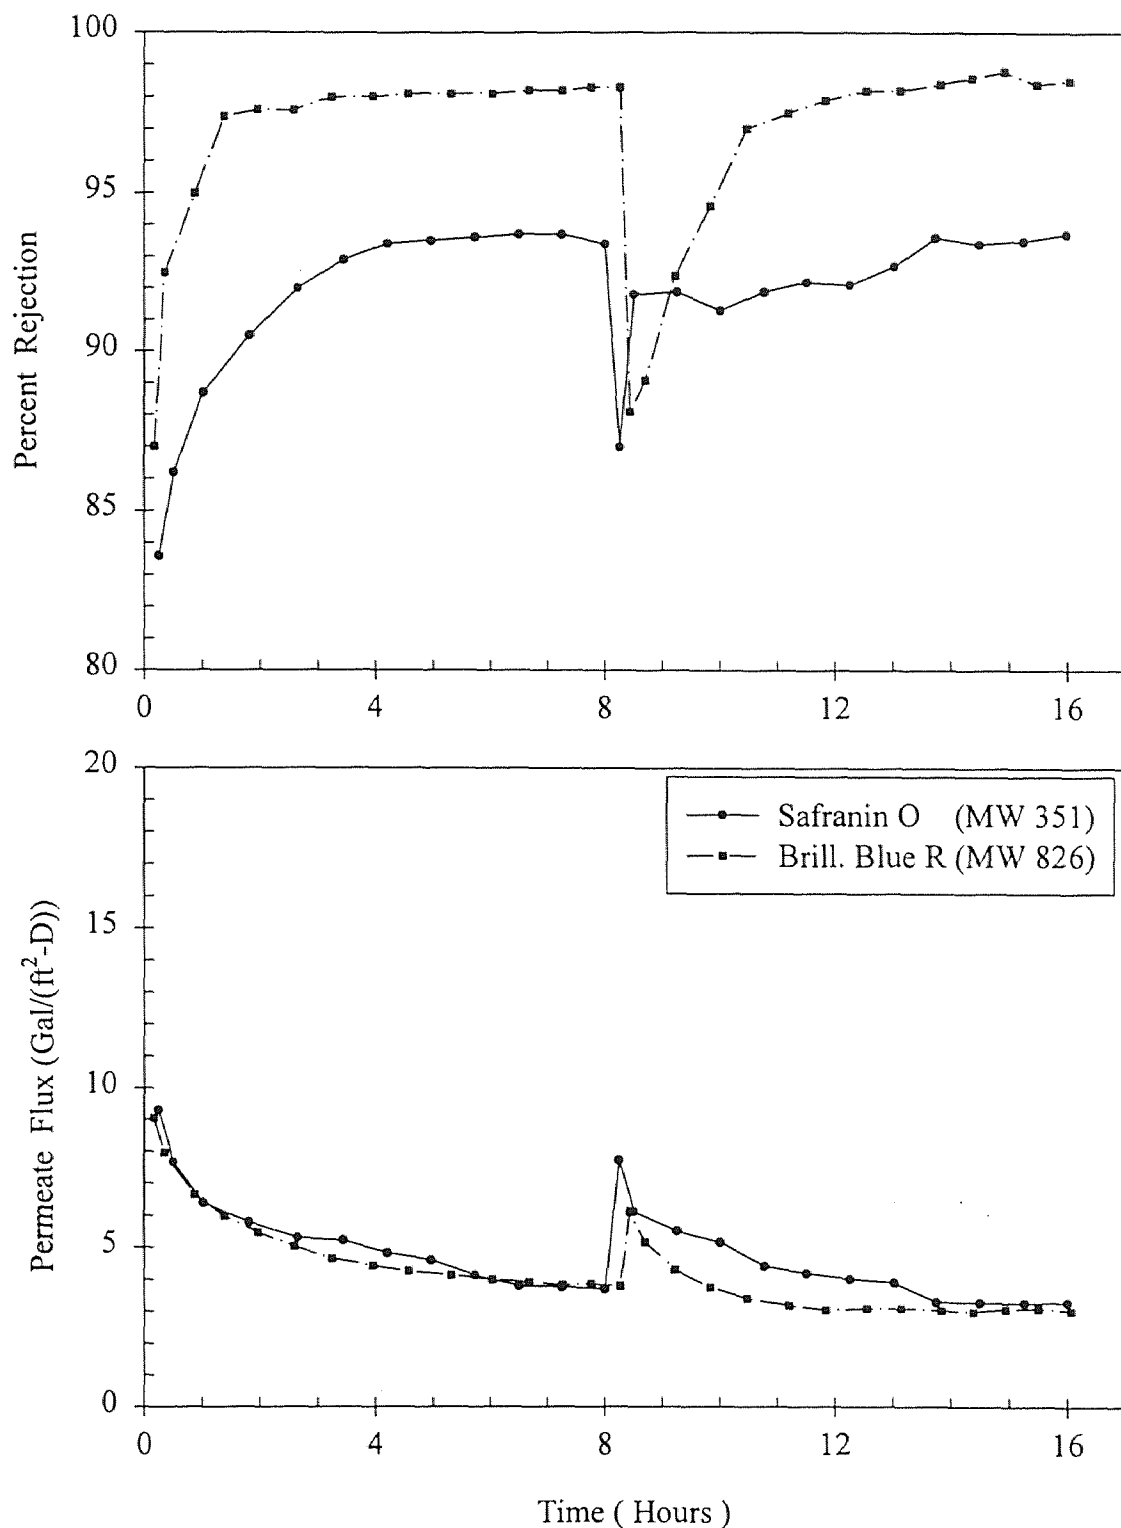 100
95
90
85
80
Percent Rejection
0 4 8 12 16
20
15
10
5
0
Permeate Flux (Gal/(ft²-D))
Safranin O (MW 351)
Brill. Blue R (MW 826)
0 4 8 12 16
Time ( Hours )